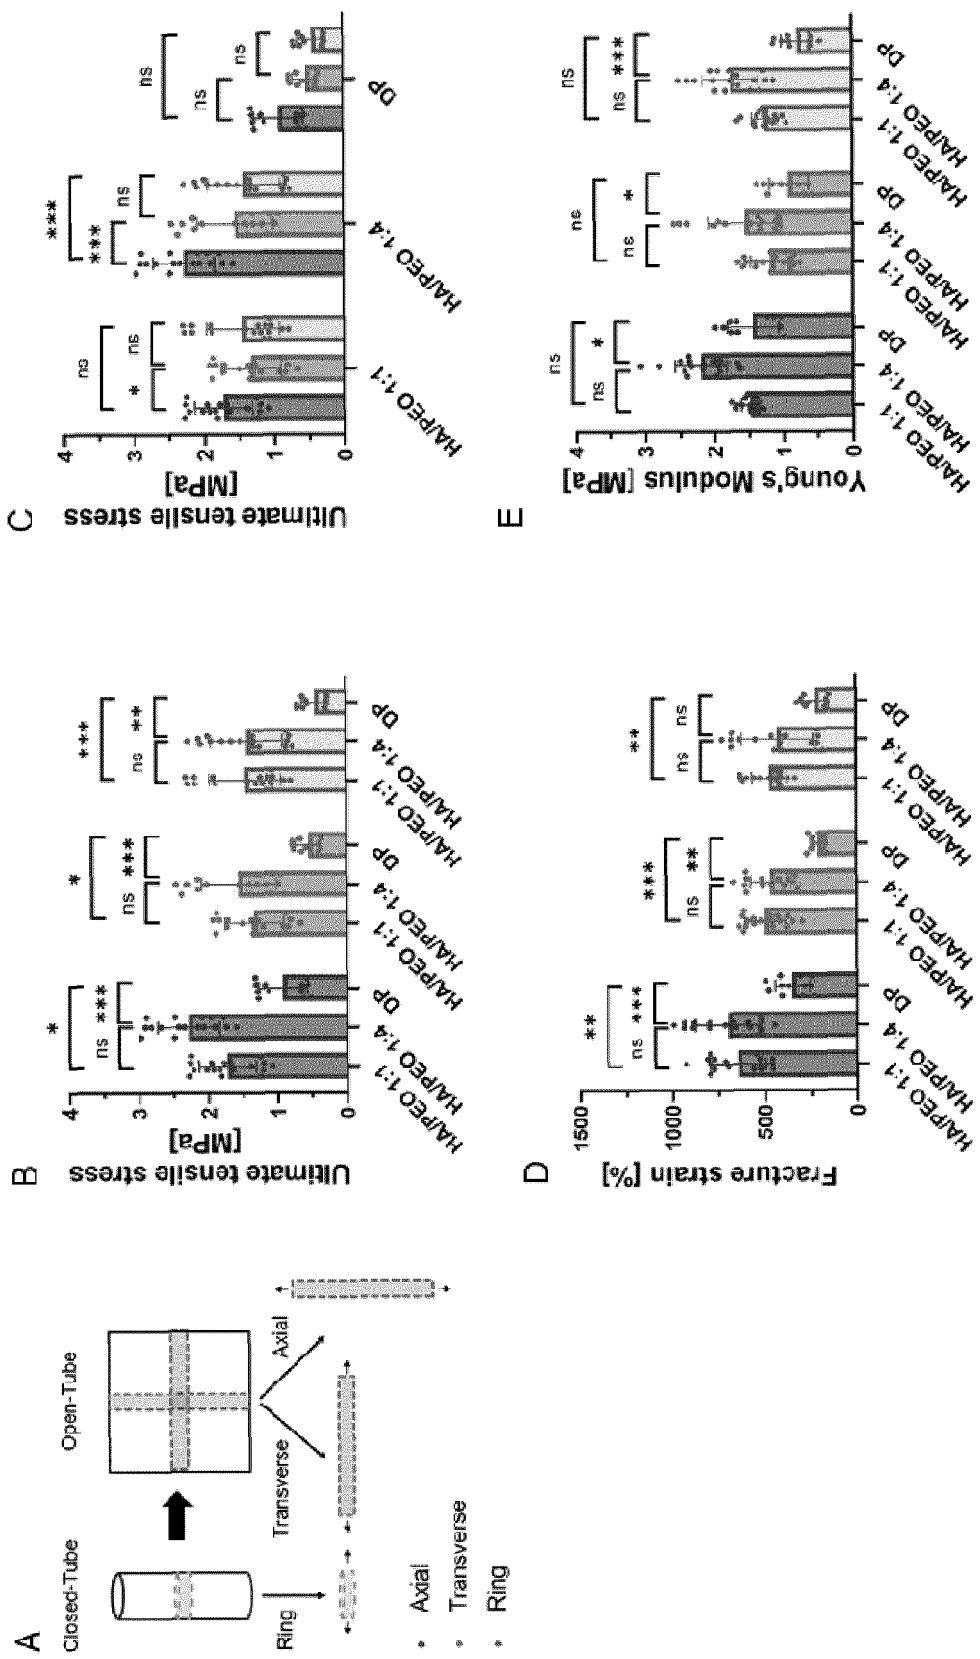 A
Closed-Tube
Open-Tube
Ring
Transverse
Axial
Axial
Transverse
Ring
B
Ultimate tensile stress
[MPa]
4
3
2
1
0
*
ns
***
*
ns
***
***
ns
**
HA/PEO 1:1
HA/PEO 1:4
DP
HA/PEO 1:1
HA/PEO 1:4
DP
HA/PEO 1:1
HA/PEO 1:4
DP
C
Ultimate tensile stress
[MPa]
4
3
2
1
0
ns
*
ns
***
***
ns
ns
ns
ns
HA/PEO 1:1
HA/PEO 1:4
DP
D
Fracture strain [%]
1500
1000
500
0
**
ns
***
***
ns
**
**
ns
ns
HA/PEO 1:1
HA/PEO 1:4
DP
HA/PEO 1:1
HA/PEO 1:4
DP
HA/PEO 1:1
HA/PEO 1:4
DP
E
Young's Modulus [MPa]
4
3
2
1
0
ns
ns
*
ns
ns
*
ns
ns
***
HA/PEO 1:1
HA/PEO 1:4
DP
HA/PEO 1:1
HA/PEO 1:4
DP
HA/PEO 1:1
HA/PEO 1:4
DP